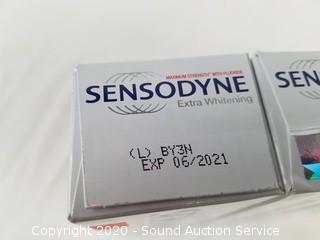 MAXIMUM STRENGTH* WITH FLUORIDE
SENSODYNE
Extra Whitening
(L) BY3N
EXP 06/2021
SENS
Copyright 2020 - Sound Auction Service